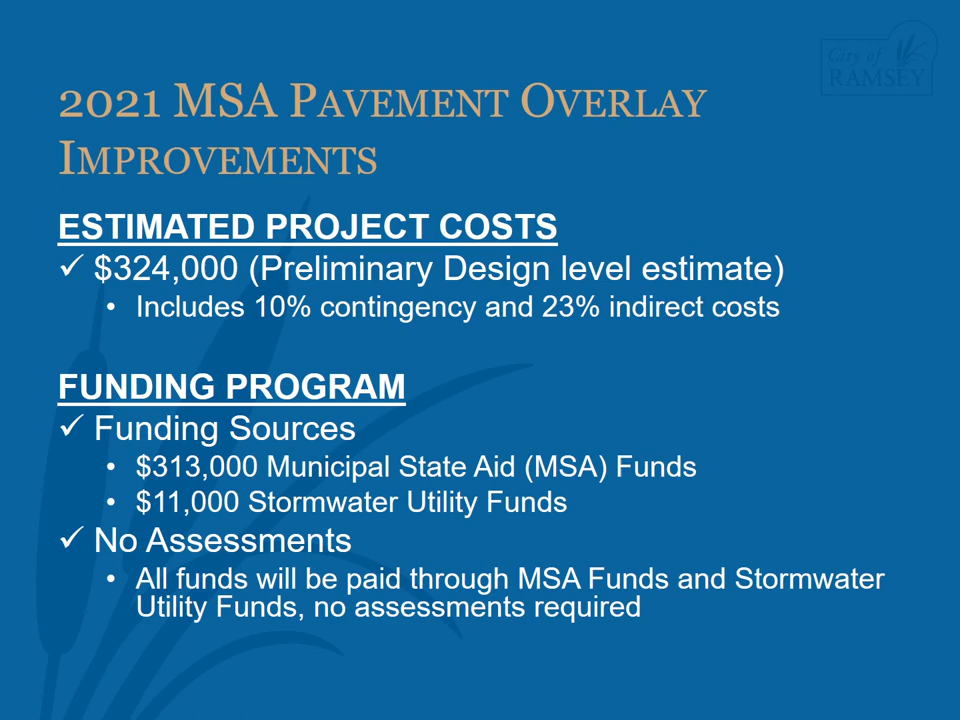 City of
RAMSEY
2021 MSA PAVEMENT OVERLAY
IMPROVEMENTS
ESTIMATED PROJECT COSTS
✓ $324,000 (Preliminary Design level estimate)
• Includes 10% contingency and 23% indirect costs
FUNDING PROGRAM
✓ Funding Sources
• $313,000 Municipal State Aid (MSA) Funds
• $11,000 Stormwater Utility Funds
✓ No Assessments
• All funds will be paid through MSA Funds and Stormwater
Utility Funds, no assessments required